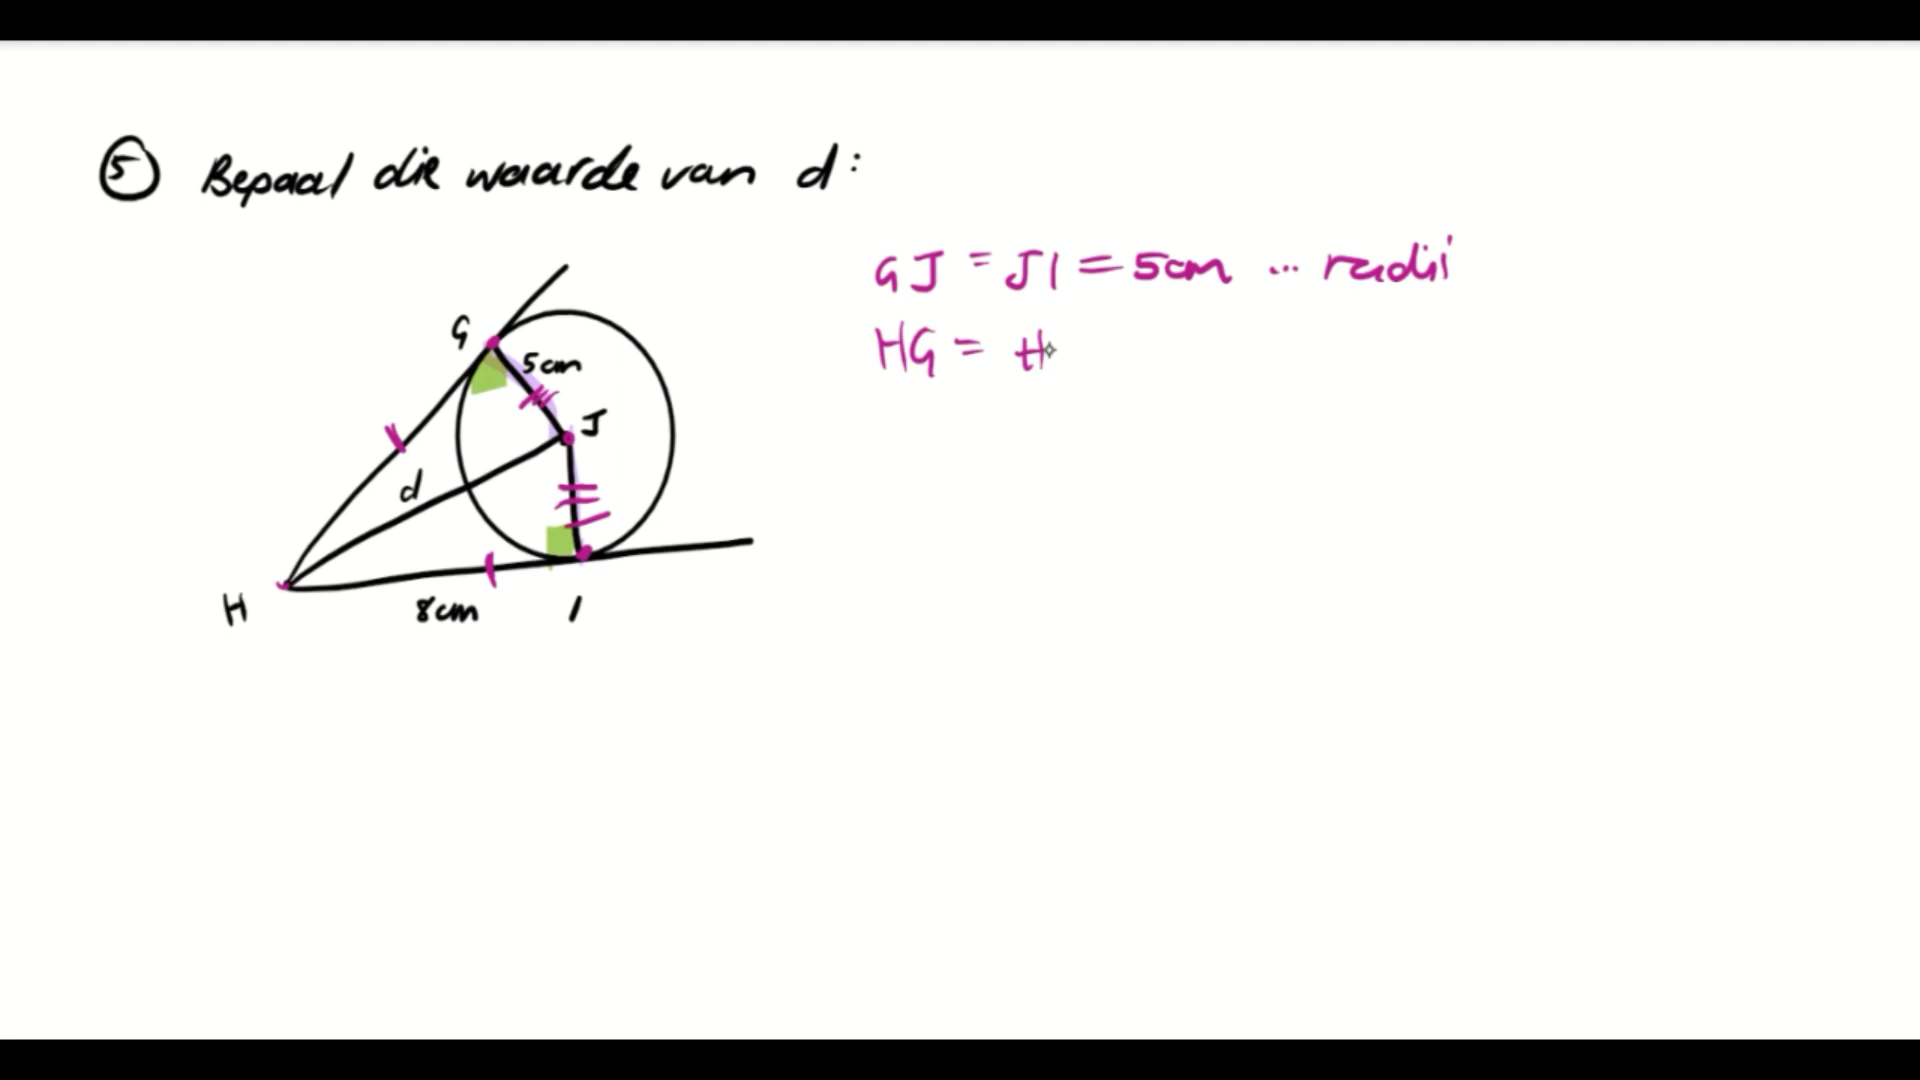 5 Bepaal die waarde van d:
GJ = JI = 5cm ... radii
HG = H
G
5cm
J
d
H
8cm
I